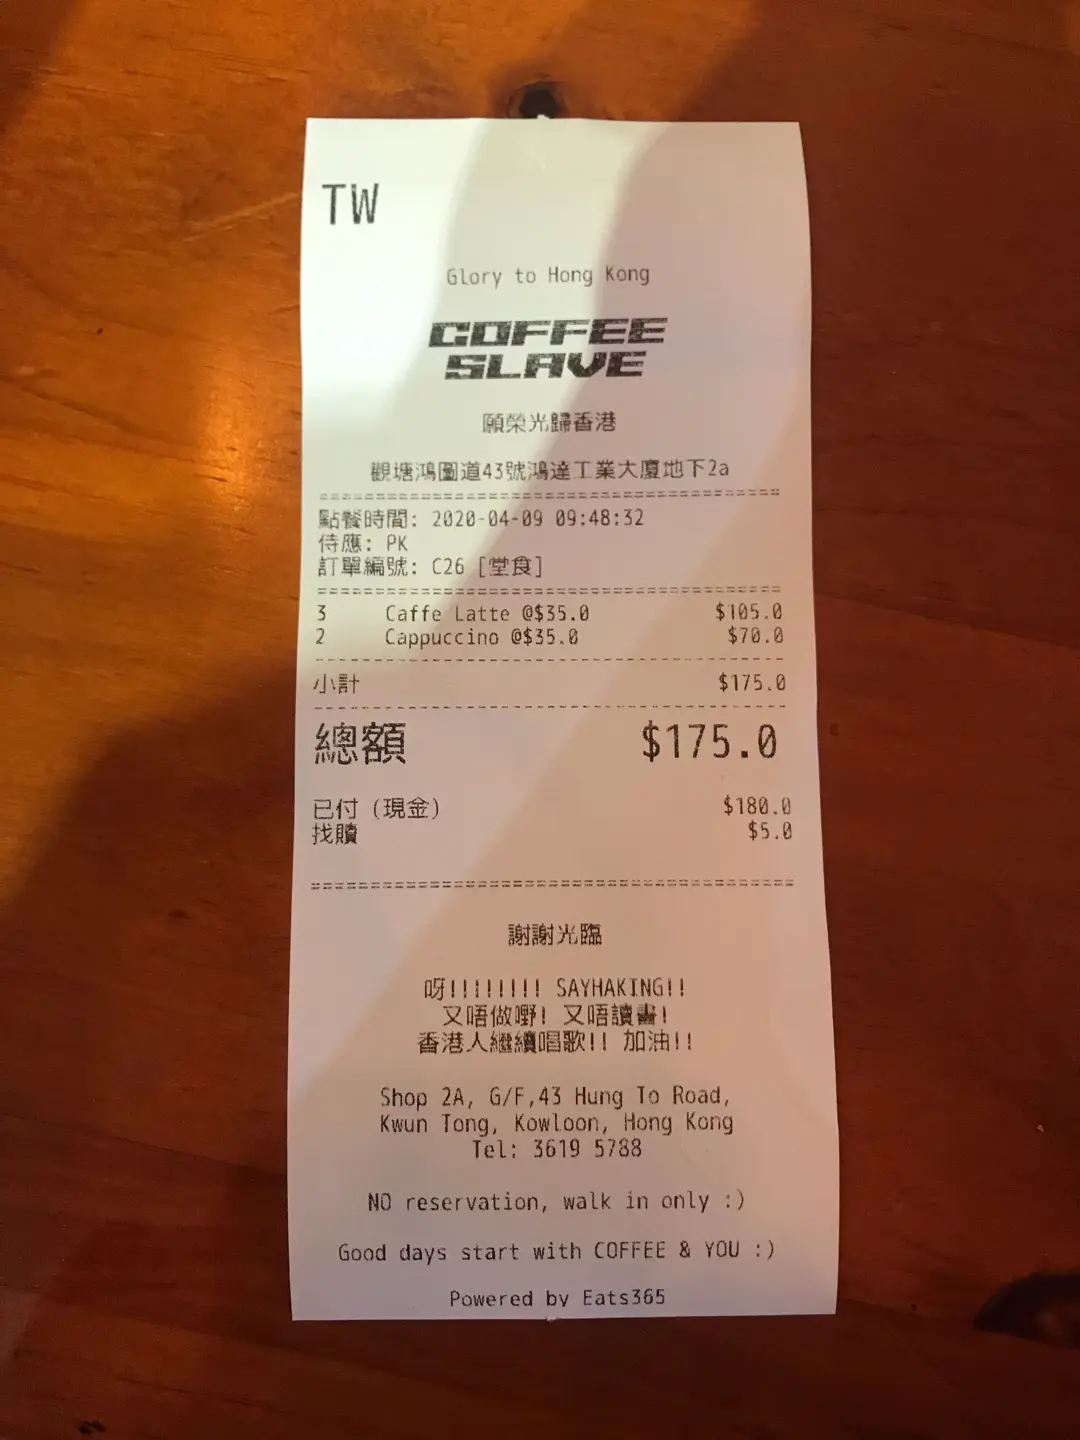 TW
Glory to Hong Kong
COFFEE
SLAVE
願榮光歸香港
觀塘鴻圖道43號鴻達工業大廈地下2a
點餐時間: 2020-04-09 09:48:32
侍應: PK
訂單編號: C26 [堂食]
3 Caffe Latte @$35.0 $105.0
2 Cappuccino @$35.0 $70.0
小計 $175.0
總額 $175.0
已付 (現金) $180.0
找贖 $5.0
謝謝光臨
呀!!!!!!!! SAYHAKING!!
又唔做嘢! 又唔讀書!
香港人繼續唱歌!! 加油!!
Shop 2A, G/F,43 Hung To Road,
Kwun Tong, Kowloon, Hong Kong
Tel: 3619 5788
NO reservation, walk in only :)
Good days start with COFFEE & YOU :)
Powered by Eats365